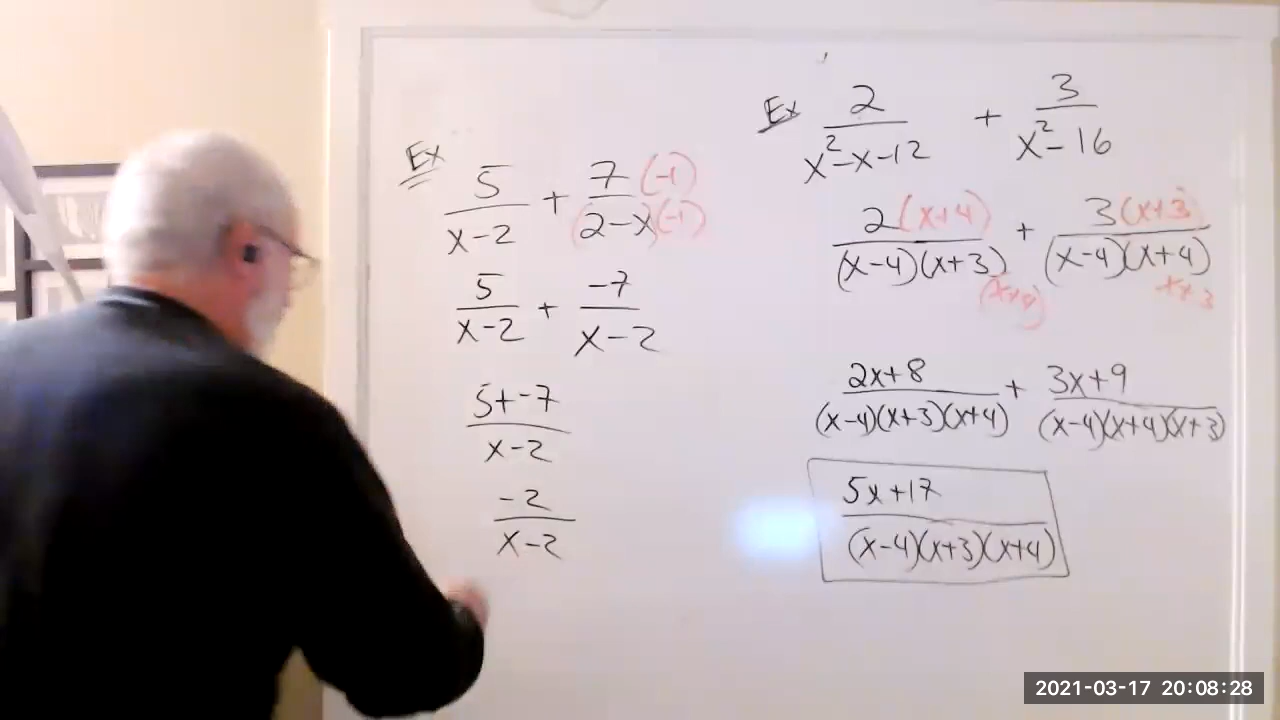 Ex
5/(x-2) + 7(-1)/(2-x)(-1)
5/(x-2) + -7/(x-2)
5+-7/(x-2)
-2/(x-2)
Ex 2/(x²-x-12) + 3/(x²-16)
2(x+4)/(x-4)(x+3)(x+4) + 3(x+3)/(x-4)(x+4) x+3
2x+8/(x-4)(x+3)(x+4) + 3x+9/(x-4)(x+4)(x+3)
5x+17/(x-4)(x+3)(x+4)
2021-03-17 20:08:28